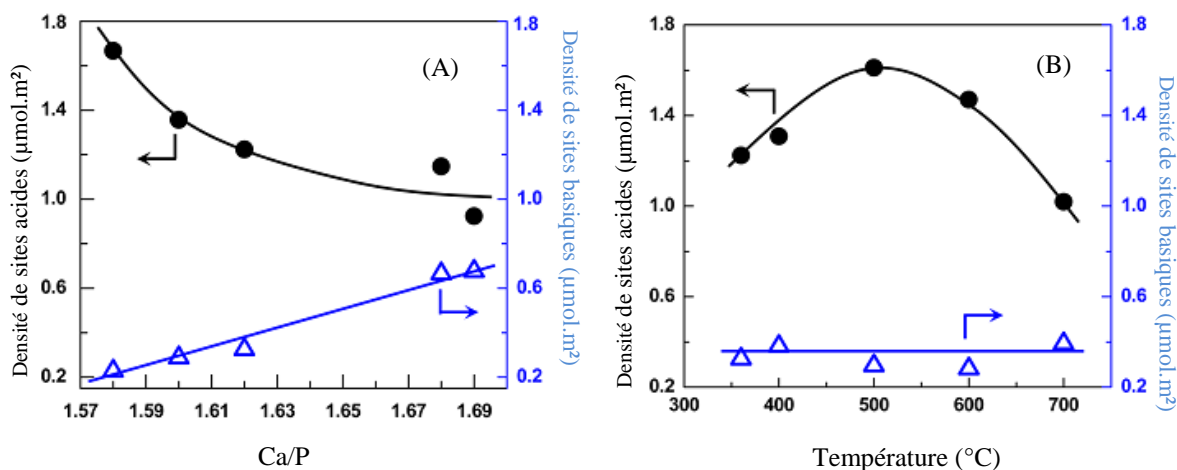 (A)
Densité de sites acides (µmol.m²)
1.8
1.4
1.0
0.6
0.2
1.8
1.4
1.0
0.6
0.2
Densité de sites basiques (µmol.m²)
1.57 1.59 1.61 1.63 1.65 1.67 1.69
Ca/P
(B)
Densité de sites acides (µmol.m²)
1.8
1.4
1.0
0.6
0.2
1.8
1.4
1.0
0.6
0.2
Densité de sites basiques (µmol.m²)
300 400 500 600 700
Température (°C)